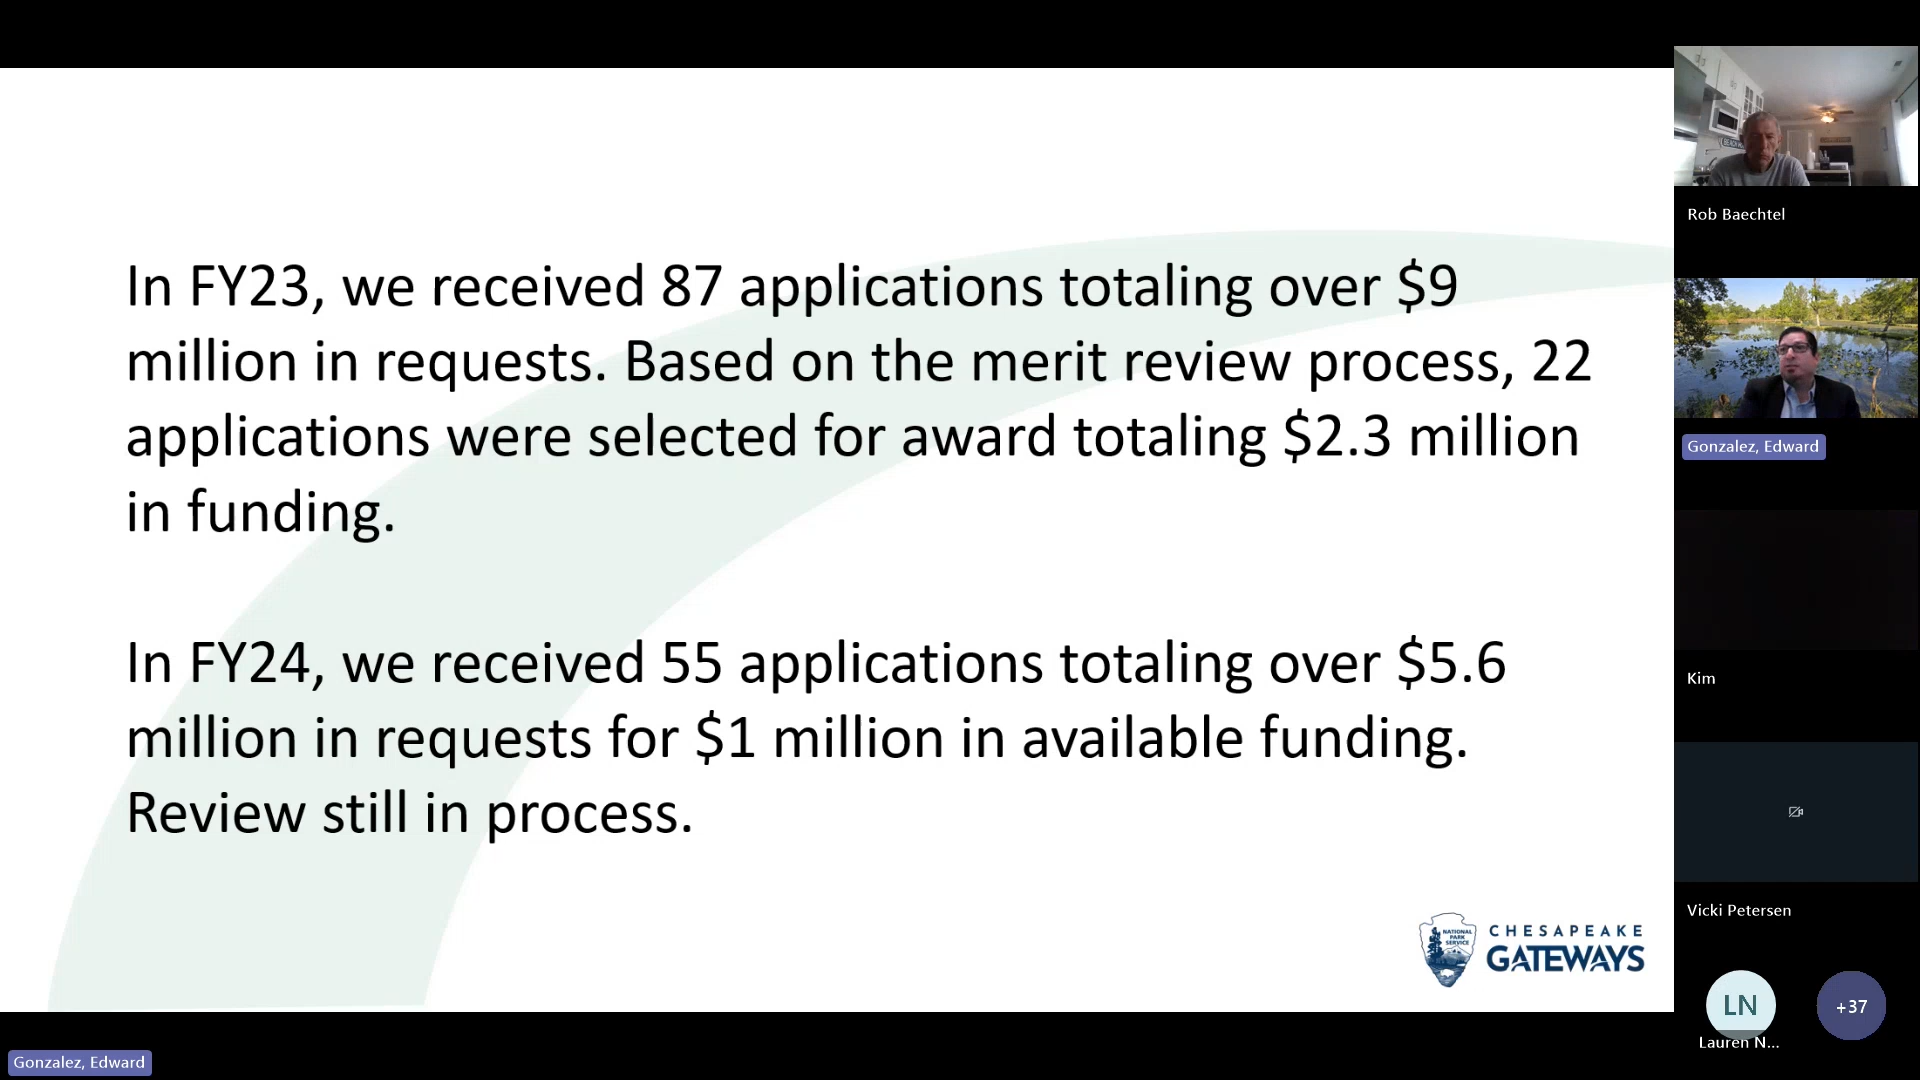 In FY23, we received 87 applications totaling over $9
million in requests. Based on the merit review process, 22
applications were selected for award totaling $2.3 million
in funding.
In FY24, we received 55 applications totaling over $5.6
million in requests for $1 million in available funding.
Review still in process.
NATIONAL
PARK
SERVICE
CHESAPEAKE
GATEWAYS
Gonzalez, Edward
Rob Baechtel
Gonzalez, Edward
Kim
Vicki Petersen
LN
Lauren N...
+37